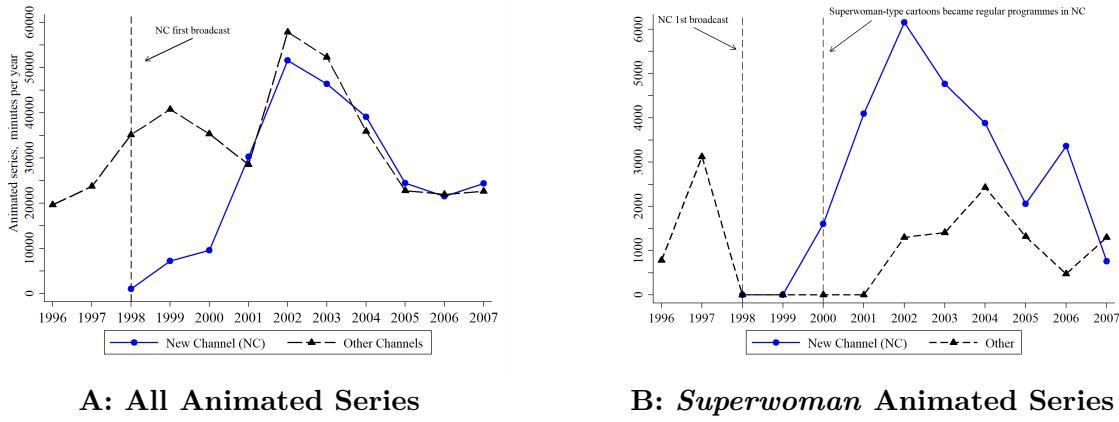 Animated series, minutes per year
0
10000
20000
30000
40000
50000
60000
NC first broadcast
1996 1997 1998 1999 2000 2001 2002 2003 2004 2005 2006 2007
New Channel (NC) Other Channels
A: All Animated Series
0
1000
2000
3000
4000
5000
6000
NC 1st broadcast
Superwoman-type cartoons became regular programmes in NC
1996 1997 1998 1999 2000 2001 2002 2003 2004 2005 2006 2007
New Channel (NC) Other
B: Superwoman Animated Series